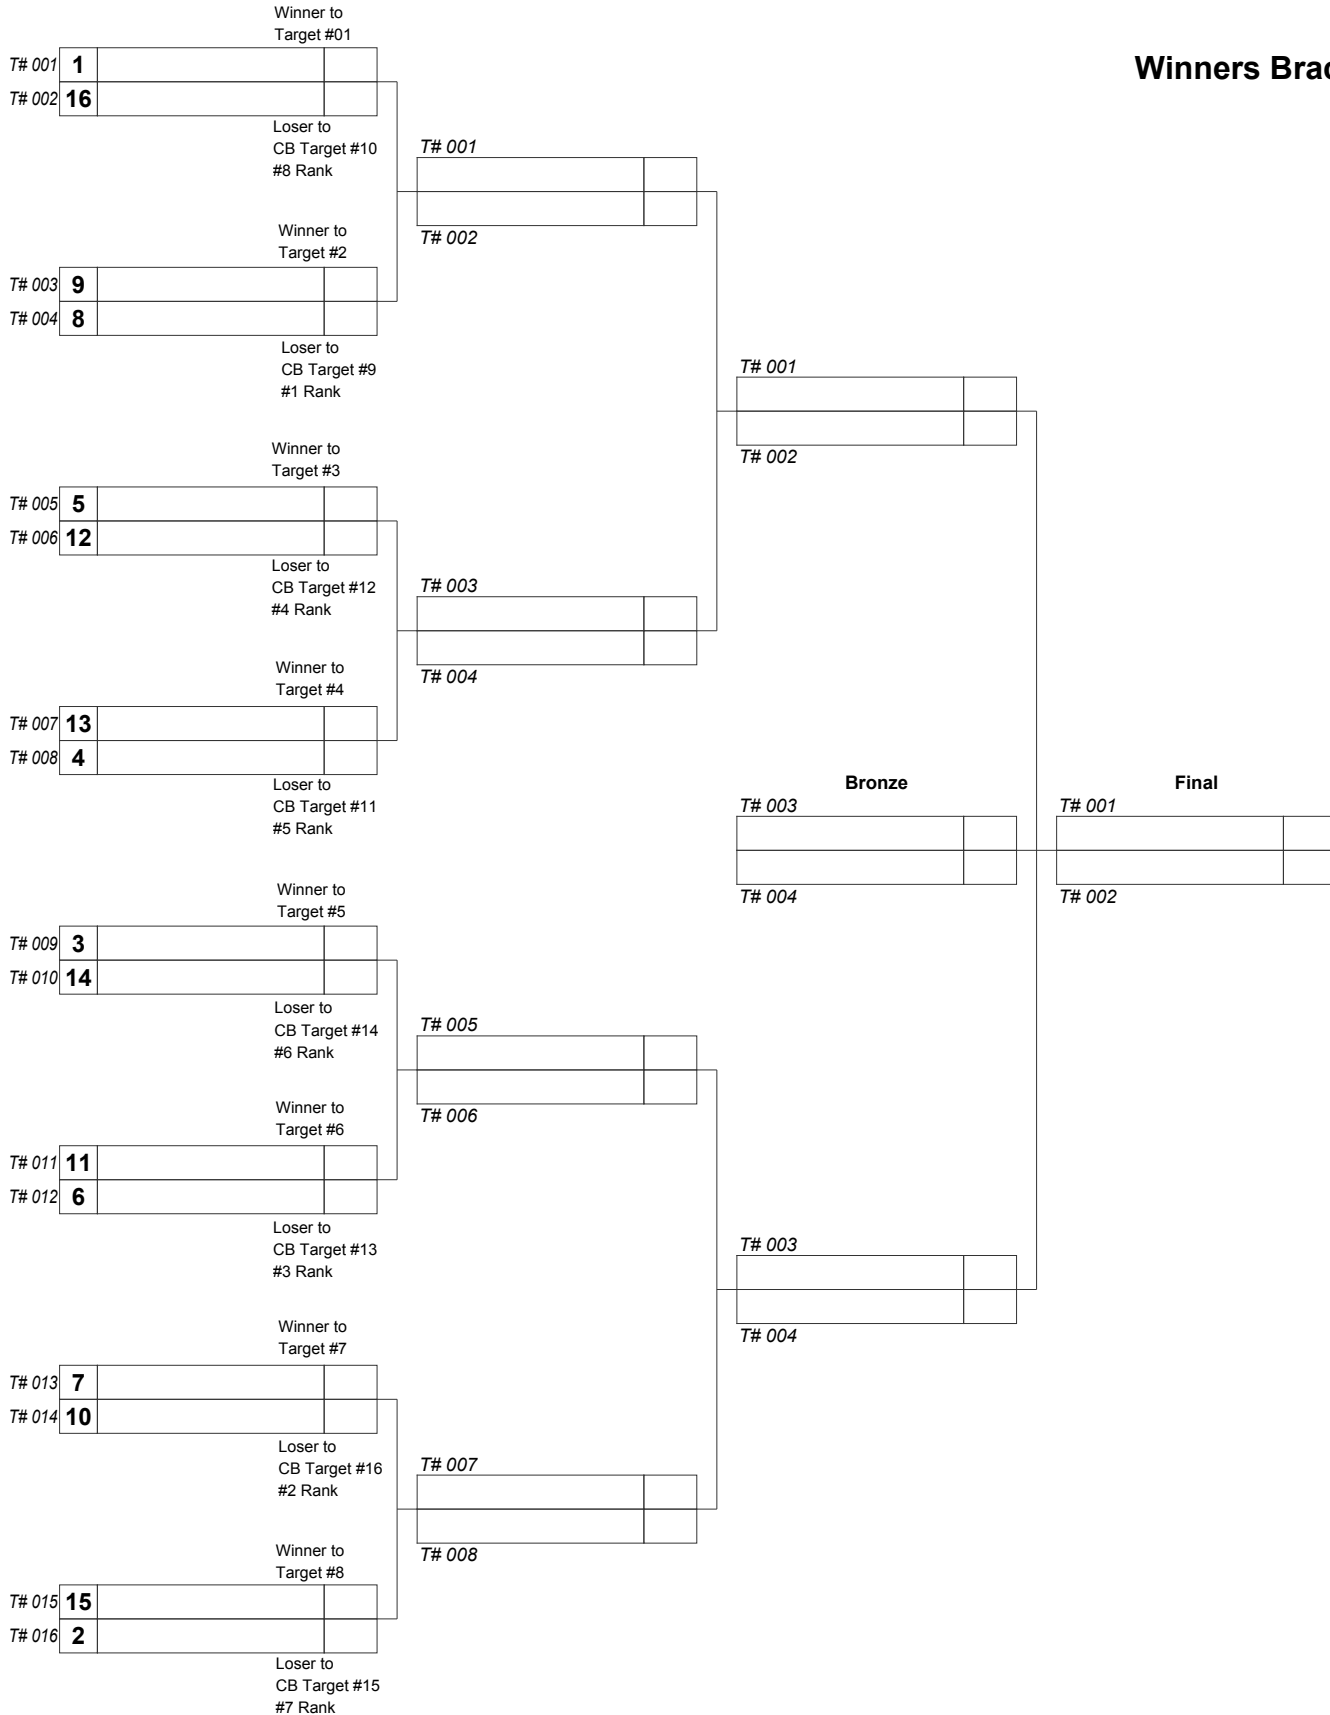 Winner to
Target #01
Winners Brac
T# 001 1
T# 002 16
Loser to
CB Target #10
#8 Rank
T# 001
T# 002
Winner to
Target #2
T# 003 9
T# 004 8
Loser to
CB Target #9
#1 Rank
T# 001
T# 002
Winner to
Target #3
T# 005 5
T# 006 12
Loser to
CB Target #12
#4 Rank
T# 003
T# 004
Winner to
Target #4
T# 007 13
T# 008 4
Loser to
CB Target #11
#5 Rank
Bronze
T# 003
T# 004
Final
T# 001
T# 002
Winner to
Target #5
T# 009 3
T# 010 14
Loser to
CB Target #14
#6 Rank
T# 005
T# 006
Winner to
Target #6
T# 011 11
T# 012 6
Loser to
CB Target #13
#3 Rank
T# 003
T# 004
Winner to
Target #7
T# 013 7
T# 014 10
Loser to
CB Target #16
#2 Rank
T# 007
T# 008
Winner to
Target #8
T# 015 15
T# 016 2
Loser to
CB Target #15
#7 Rank